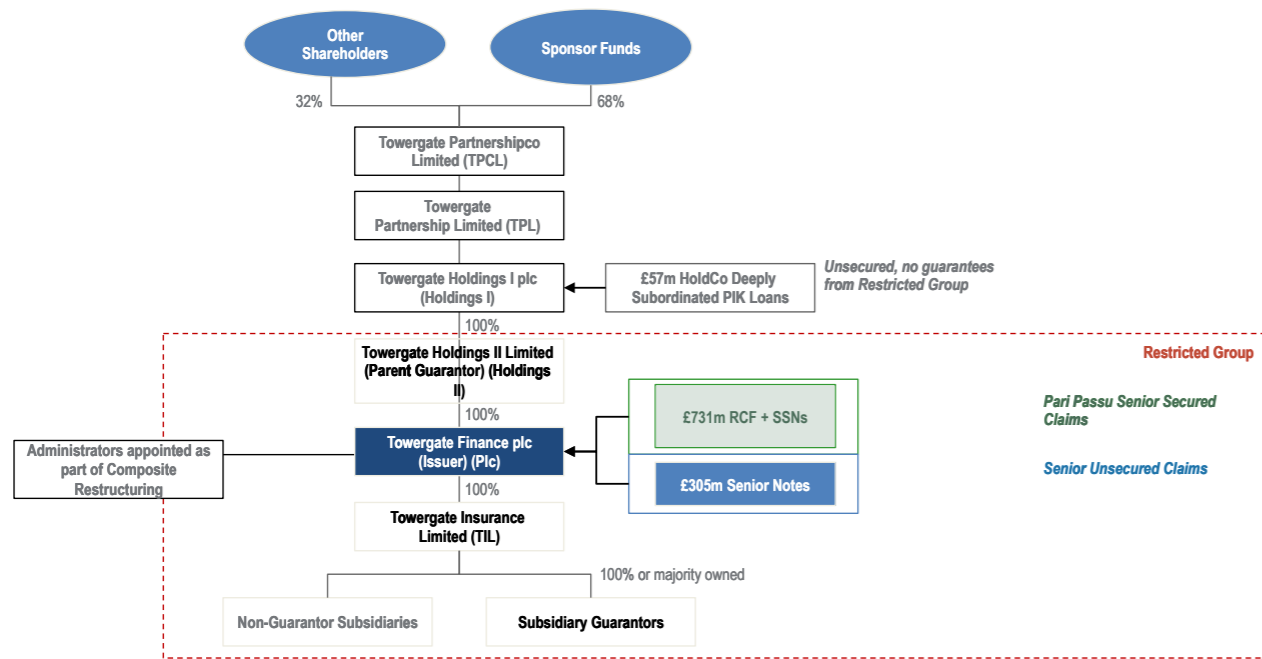 Other
Shareholders
Sponsor Funds
32%
68%
Towergate Partnershipco
Limited (TPCL)
Towergate
Partnership Limited (TPL)
Towergate Holdings I plc
(Holdings I)
£57m HoldCo Deeply
Subordinated PIK Loans
Unsecured, no guarantees
from Restricted Group
100%
Restricted Group
Towergate Holdings II Limited
(Parent Guarantor) (Holdings
II)
100%
£731m RCF + SSNs
Pari Passu Senior Secured
Claims
Administrators appointed as
part of Composite
Restructuring
Towergate Finance plc
(Issuer) (Plc)
£305m Senior Notes
Senior Unsecured Claims
100%
Towergate Insurance
Limited (TIL)
100% or majority owned
Non-Guarantor Subsidiaries
Subsidiary Guarantors